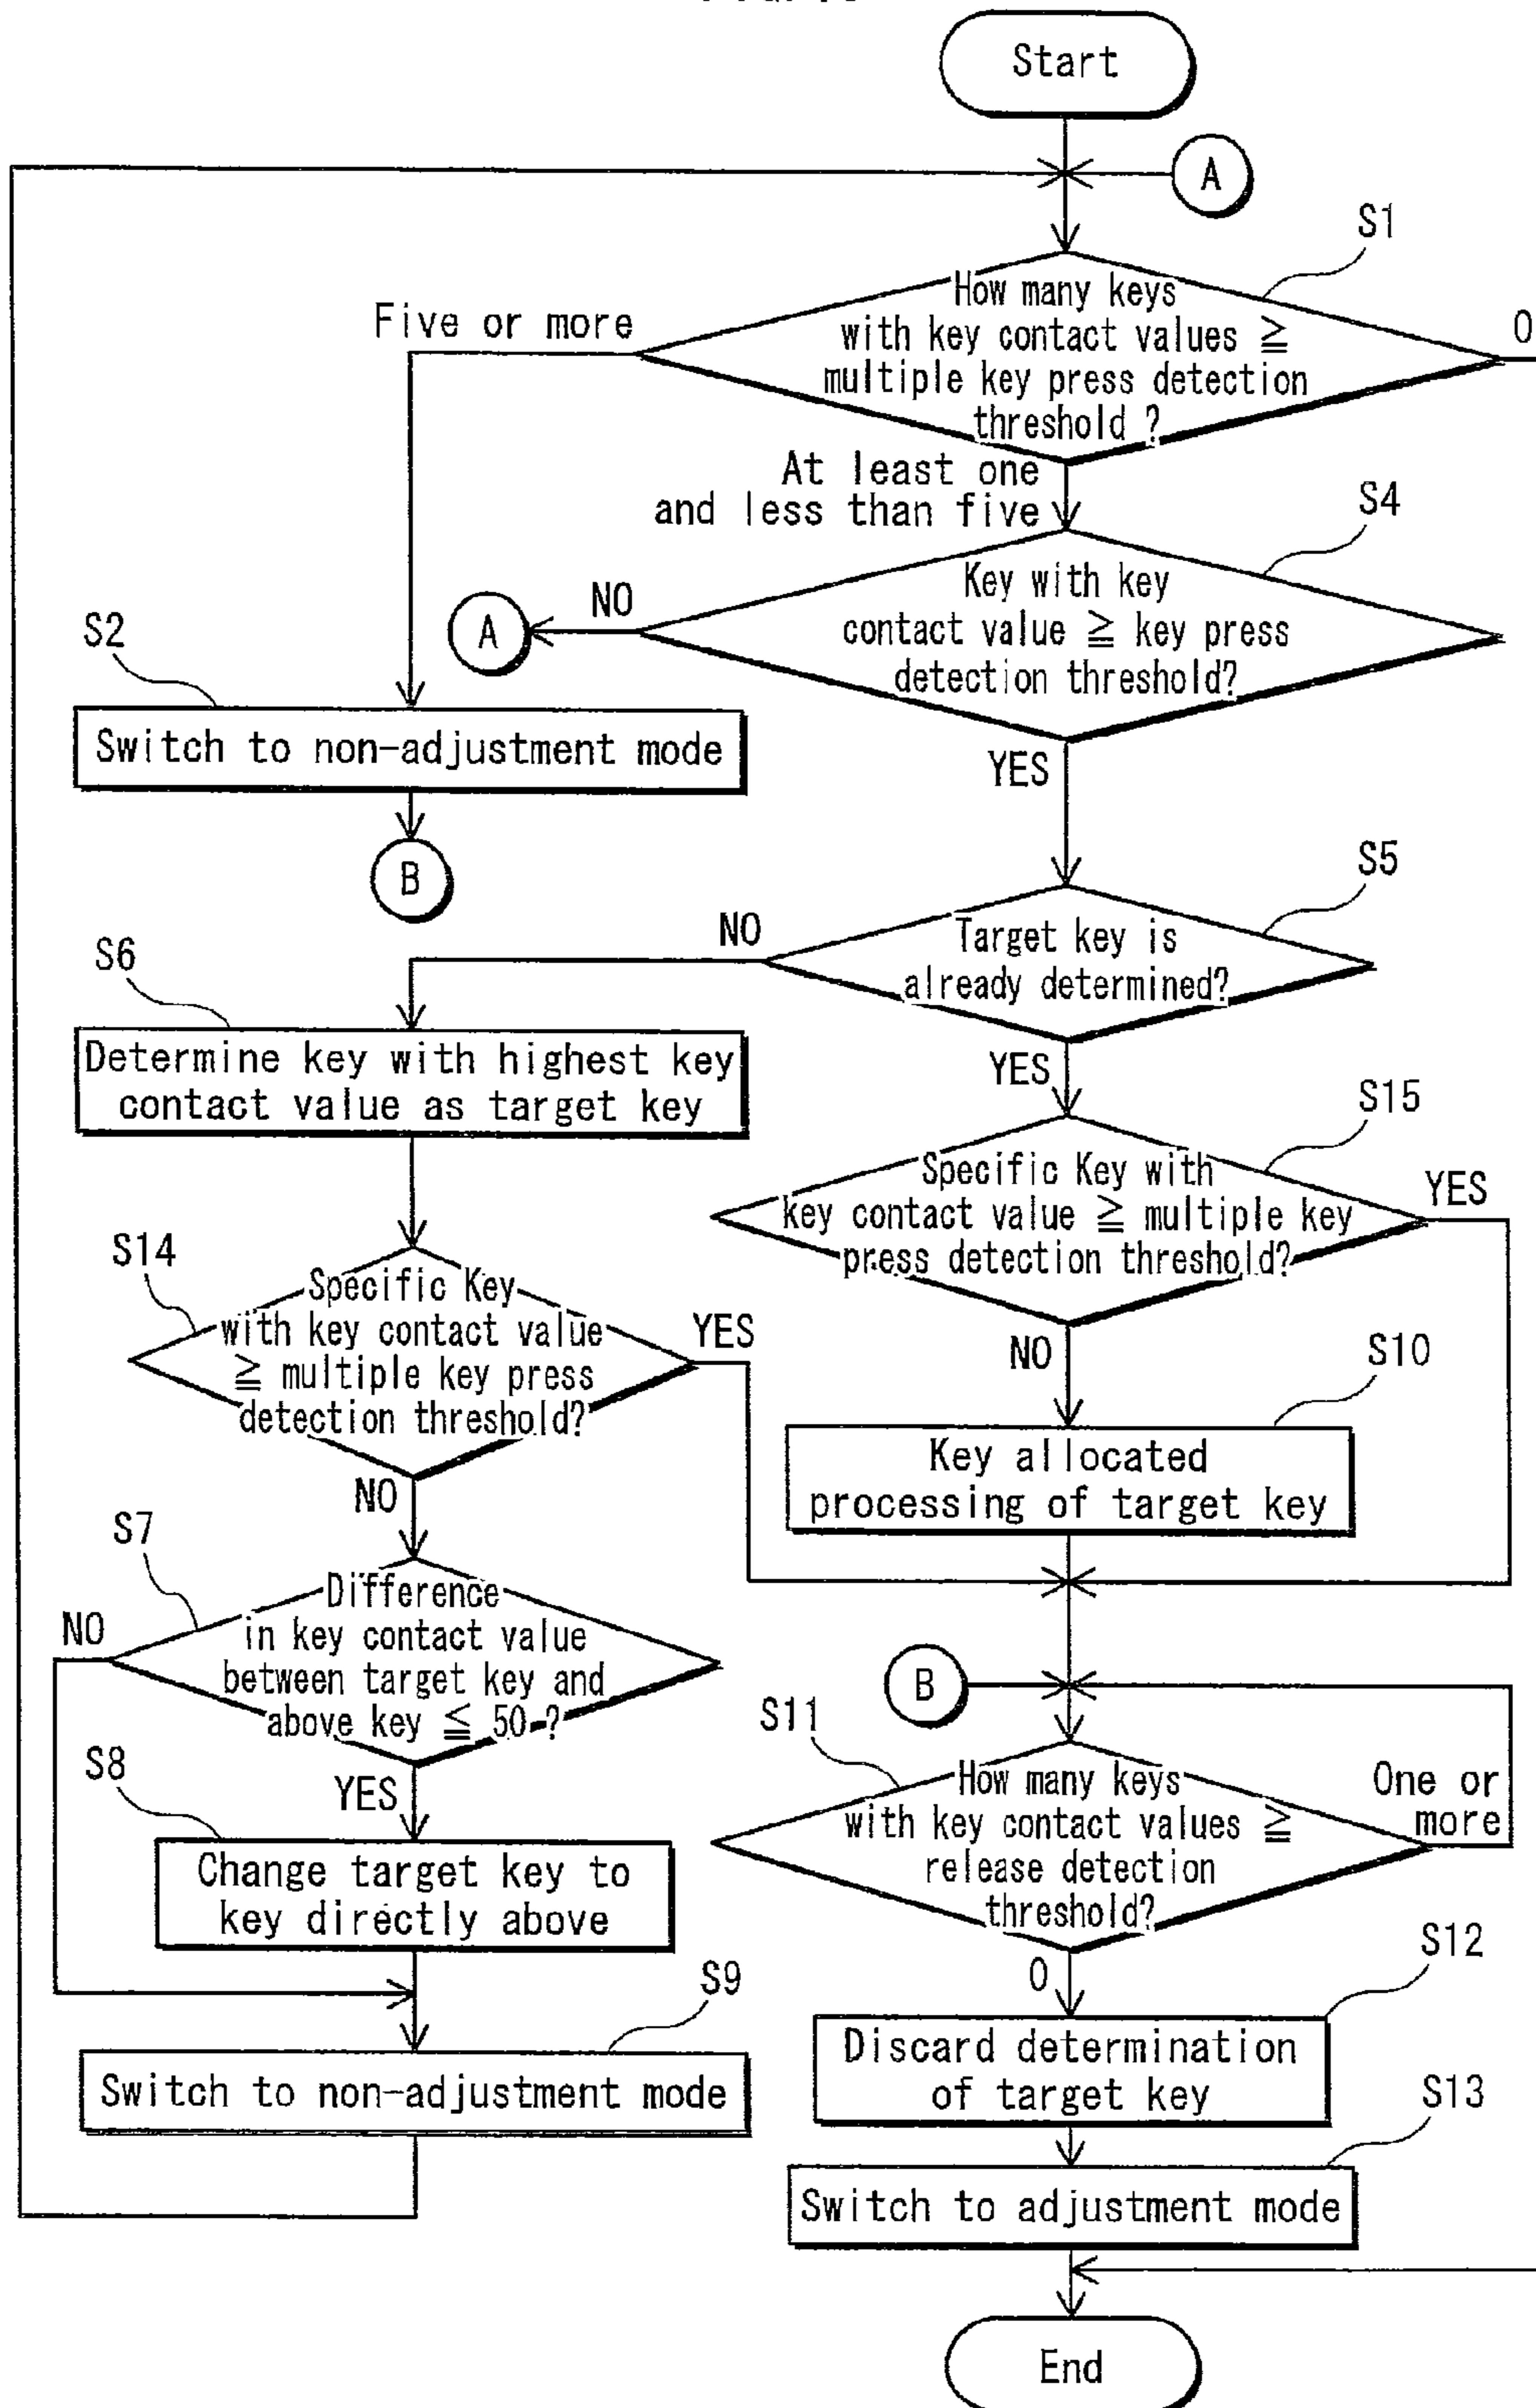 Start
A
S1
How many keys
with key contact values ≧
multiple key press detection
threshold ?
Five or more
0
At least one
and less than five
S4
Key with key
contact value ≧ key press
detection threshold?
NO
A
S2
Switch to non-adjustment mode
YES
B
S5
Target key is
already determined?
NO
S6
Determine key with highest key
contact value as target key
YES
S15
Specific Key with
key contact value ≧ multiple key
press detection threshold?
YES
S14
Specific Key
with key contact value
≧ multiple key press
detection threshold?
YES
NO
S10
Key allocated
processing of target key
NO
S7
Difference
in key contact value
between target key and
above key ≦ 50 ?
NO
B
S11
How many keys
with key contact values ≧
release detection
threshold?
One or
more
YES
S8
Change target key to
key directly above
0
S12
Discard determination
of target key
S9
Switch to non-adjustment mode
S13
Switch to adjustment mode
End